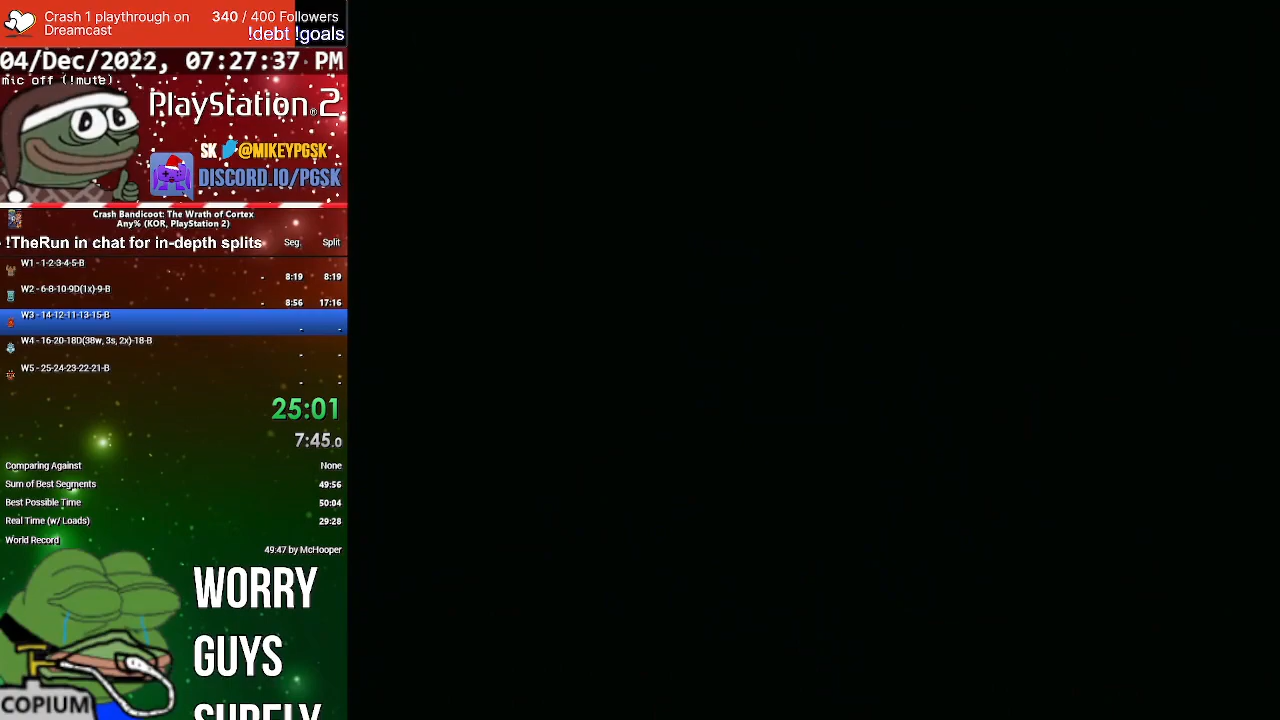 Crash 1 playthrough on Dreamcast
340 / 400 Followers
!debt !goals
04/Dec/2022, 07:27:37 PM
mic off (!mute)
PlayStation®2
SK @MIKEYPGSK
DISCORD.IO/PGSK
Crash Bandicoot: The Wrath of Cortex
Any% (KOR, PlayStation 2)
- !TheRun in chat for in-depth splits Seg. Split
W1 - 1-2-3-4-5-B
- 8:19 8:19
W2 - 6-8-10-9D(1x)-9-B
- 8:56 17:16
W3 - 14-12-11-13-15-B
- -
W4 - 16-20-18D(38w, 3s, 2x)-18-B
- -
W5 - 25-24-23-22-21-B
- -
25:01
7:45.0
Comparing Against None
Sum of Best Segments 49:56
Best Possible Time 50:04
Real Time (w/ Loads) 29:28
World Record
49:47 by McHooper
WORRY
GUYS
SURELY
COPIUM